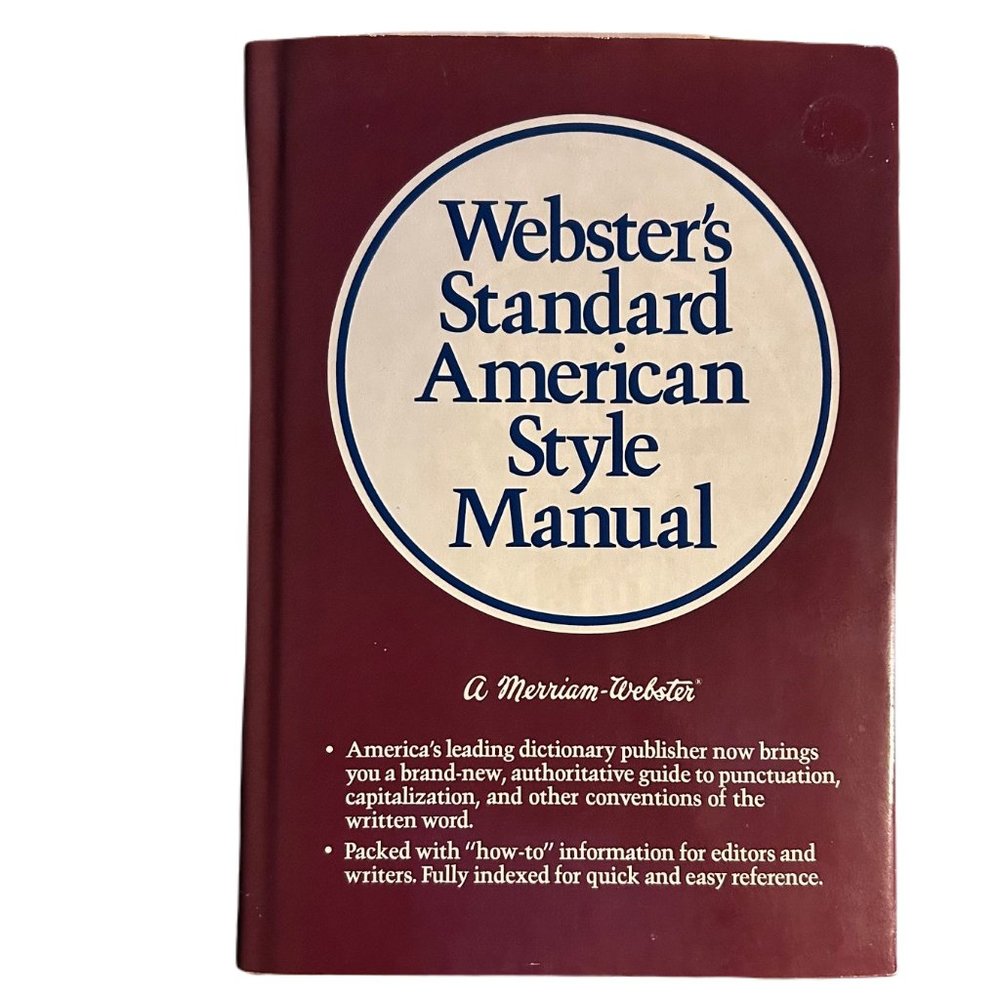 Webster's
Standard
American
Style
Manual
a Merriam-Webster®
• America's leading dictionary publisher now brings
you a brand-new, authoritative guide to punctuation,
capitalization, and other conventions of the
written word.
• Packed with "how-to" information for editors and
writers. Fully indexed for quick and easy reference.